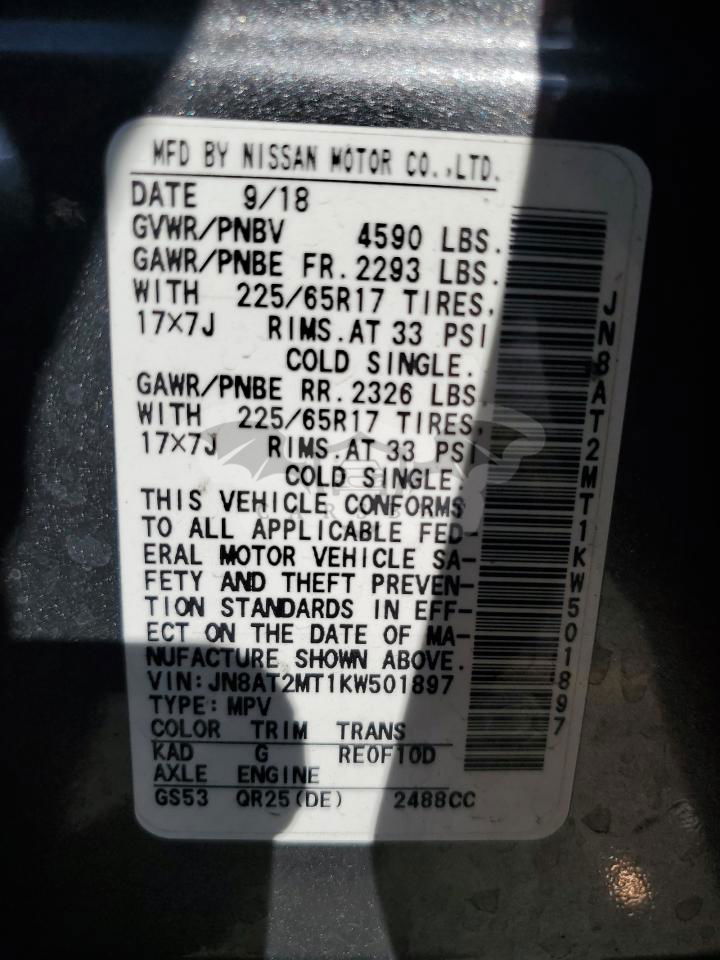 MFD BY NISSAN MOTOR CO.,LTD.
DATE 9/18
GVWR/PNBV 4590 LBS.
GAWR/PNBE FR.2293 LBS.
WITH 225/65R17 TIRES,
17X7J RIMS.AT 33 PSI
COLD SINGLE.
GAWR/PNBE RR.2326 LBS.
WITH 225/65R17 TIRES,
17X7J RIMS.AT 33 PSI
COLD SINGLE.
THIS VEHICLE CONFORMS
TO ALL APPLICABLE FED-
ERAL MOTOR VEHICLE SA-
FETY AND THEFT PREVEN-
TION STANDARDS IN EFF-
ECT ON THE DATE OF MA-
NUFACTURE SHOWN ABOVE.
VIN:JN8AT2MT1KW501897
TYPE:MPV
COLOR TRIM TRANS
KAD G RE0F10D
AXLE ENGINE
GS53 QR25(DE) 2488CC
JN8AT2MT1KW501897